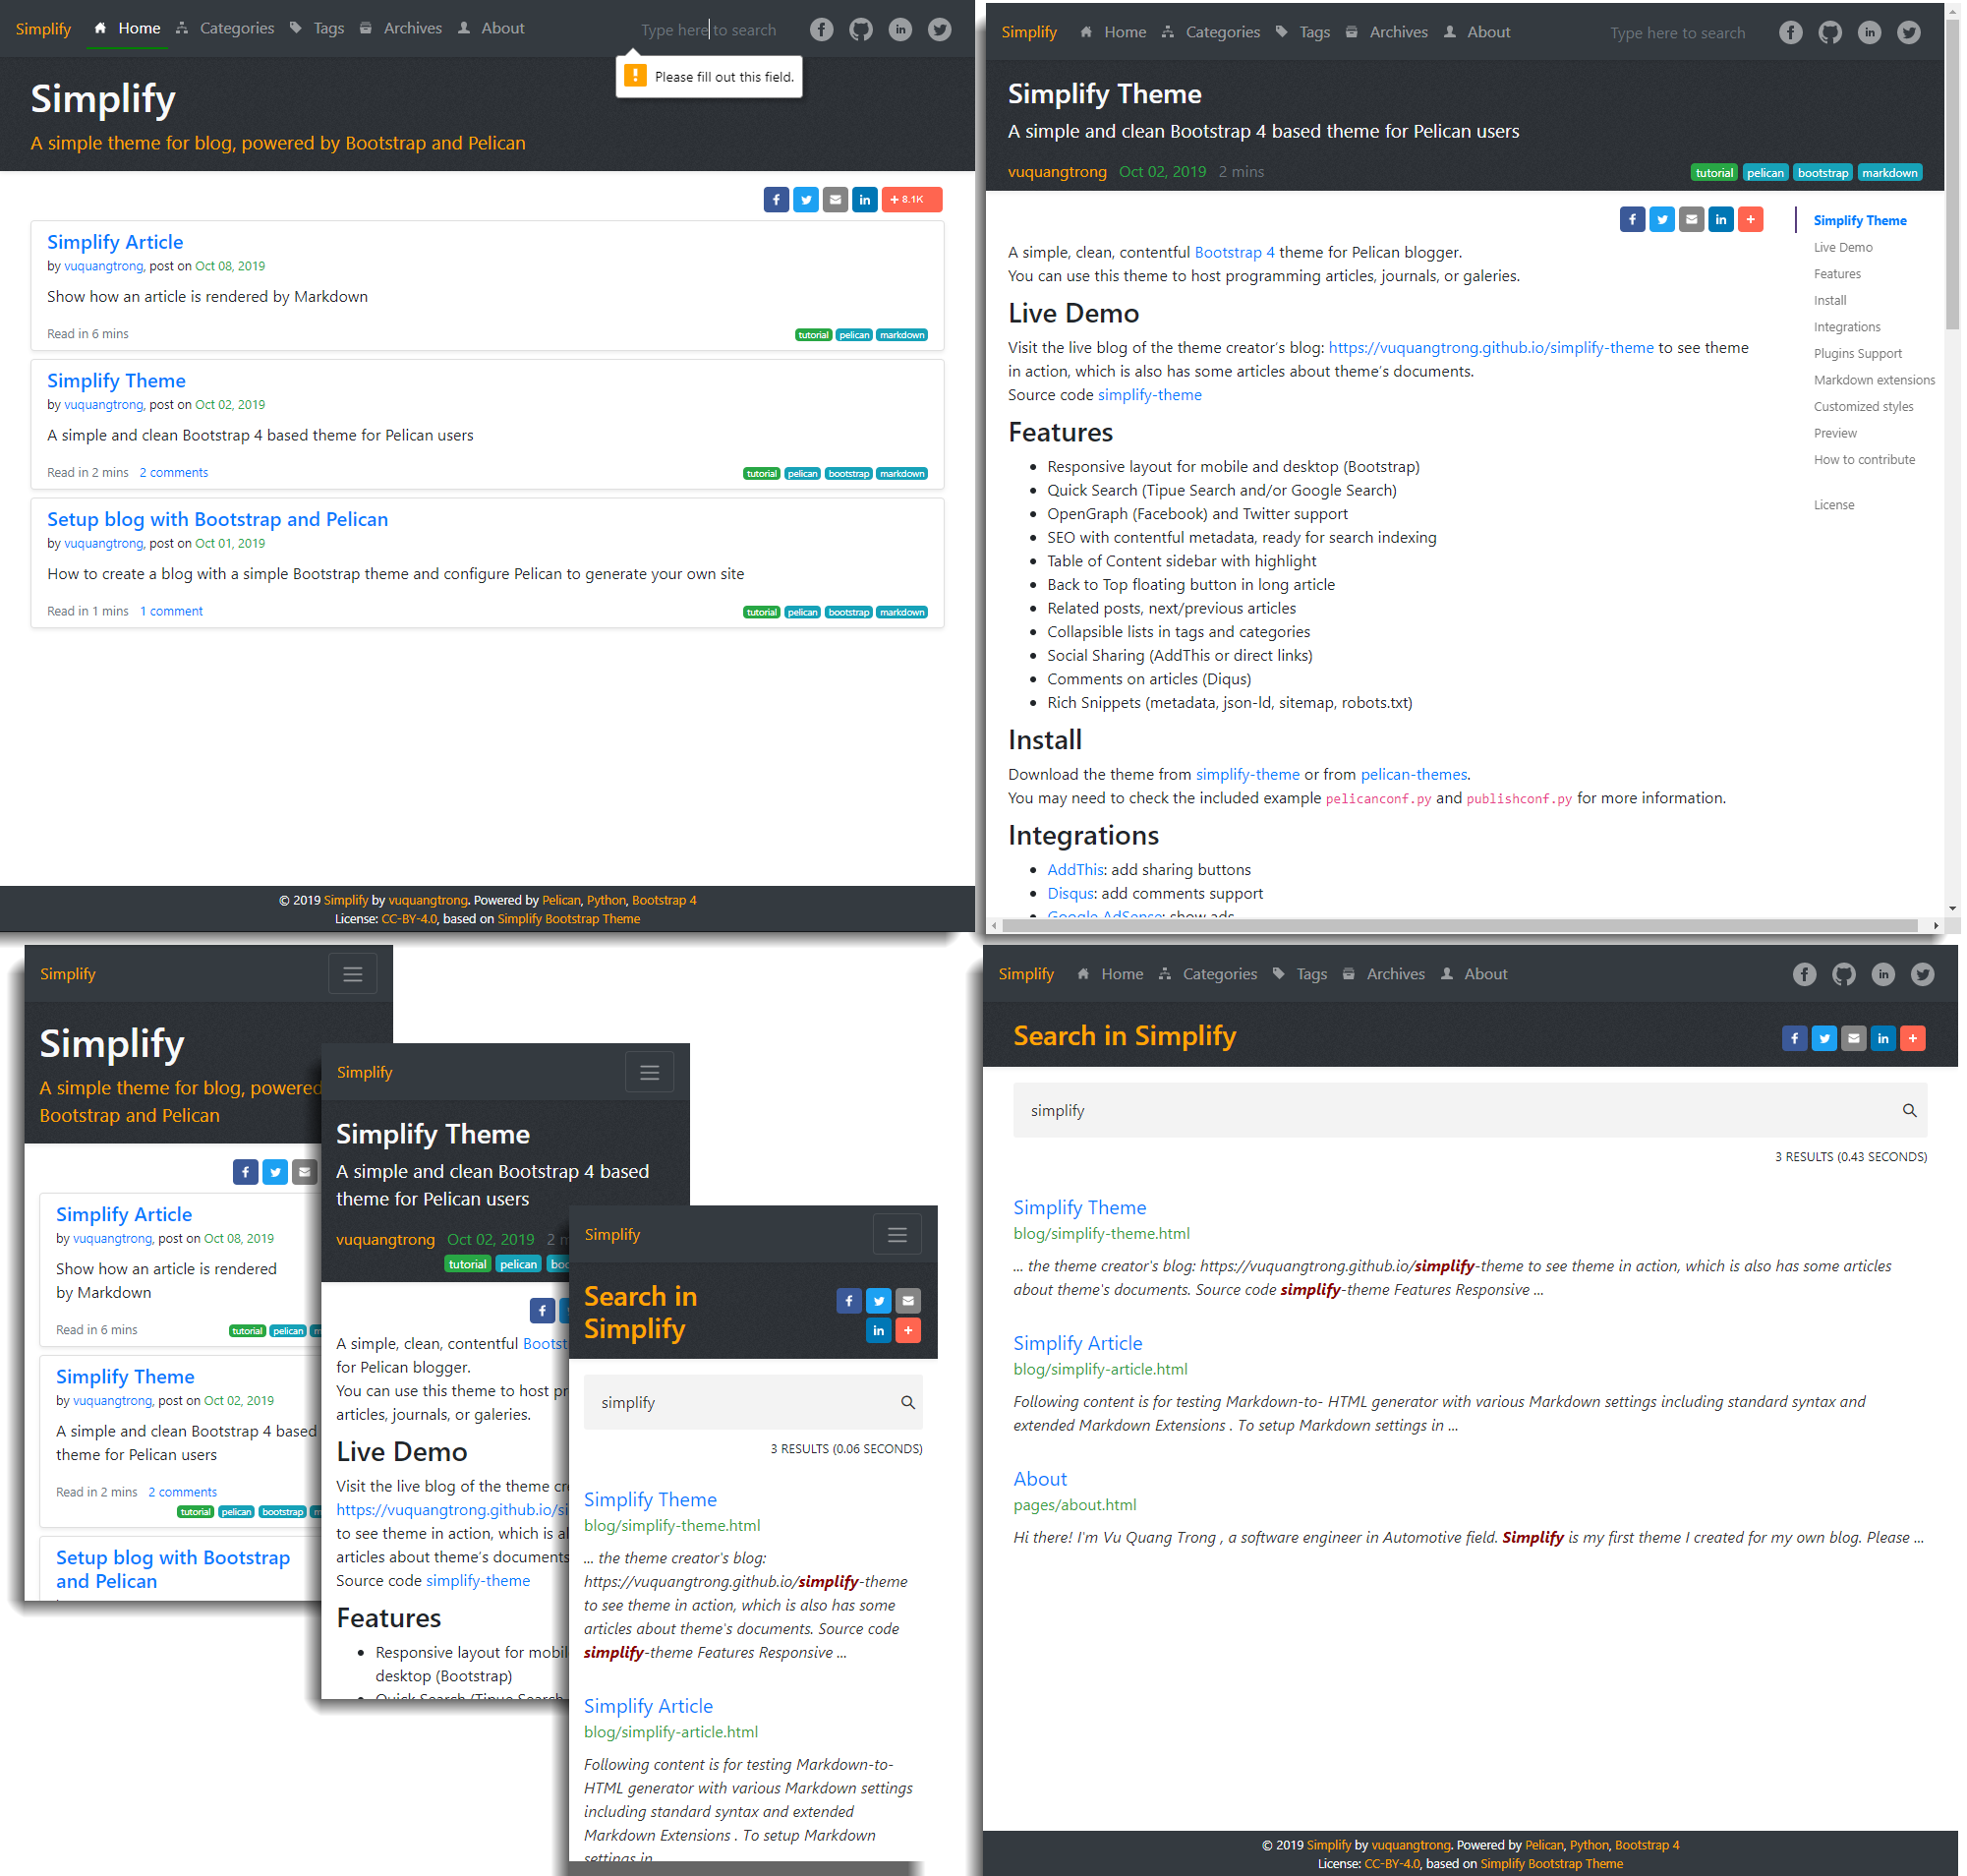 Simplify Home Categories Tags Archives About Type here to search
Please fill out this field.
Simplify
A simple theme for blog, powered by Bootstrap and Pelican
+ 8.1K
Simplify Article
by vuquangtrong, post on Oct 08, 2019
Show how an article is rendered by Markdown
Read in 6 mins tutorial pelican markdown
Simplify Theme
by vuquangtrong, post on Oct 02, 2019
A simple and clean Bootstrap 4 based theme for Pelican users
Read in 2 mins 2 comments tutorial pelican bootstrap markdown
Setup blog with Bootstrap and Pelican
by vuquangtrong, post on Oct 01, 2019
How to create a blog with a simple Bootstrap theme and configure Pelican to generate your own site
Read in 1 mins 1 comment tutorial pelican bootstrap markdown
© 2019 Simplify by vuquangtrong. Powered by Pelican, Python, Bootstrap 4
License: CC-BY-4.0, based on Simplify Bootstrap Theme
Simplify Home Categories Tags Archives About Type here to search
Simplify Theme
A simple and clean Bootstrap 4 based theme for Pelican users
vuquangtrong Oct 02, 2019 2 mins tutorial pelican bootstrap markdown
A simple, clean, contentful Bootstrap 4 theme for Pelican blogger.
You can use this theme to host programming articles, journals, or galeries.
Live Demo
Visit the live blog of the theme creator's blog: https://vuquangtrong.github.io/simplify-theme to see theme
in action, which is also has some articles about theme's documents.
Source code simplify-theme
Features
• Responsive layout for mobile and desktop (Bootstrap)
• Quick Search (Tipue Search and/or Google Search)
• OpenGraph (Facebook) and Twitter support
• SEO with contentful metadata, ready for search indexing
• Table of Content sidebar with highlight
• Back to Top floating button in long article
• Related posts, next/previous articles
• Collapsible lists in tags and categories
• Social Sharing (AddThis or direct links)
• Comments on articles (Diqus)
• Rich Snippets (metadata, json-ld, sitemap, robots.txt)
Install
Download the theme from simplify-theme or from pelican-themes.
You may need to check the included example pelicanconf.py and publishconf.py for more information.
Integrations
• AddThis: add sharing buttons
• Disqus: add comments support
• Google AdSense: show ads
Simplify Theme
Live Demo
Features
Install
Integrations
Plugins Support
Markdown extensions
Customized styles
Preview
How to contribute
License
Simplify
Simplify
A simple theme for blog, powered
Bootstrap and Pelican
Simplify Article
by vuquangtrong, post on Oct 08, 2019
Show how an article is rendered
by Markdown
Read in 6 mins tutorial pelican m
Simplify Theme
by vuquangtrong, post on Oct 02, 2019
A simple and clean Bootstrap 4 based
theme for Pelican users
Read in 2 mins 2 comments
tutorial pelican bootstrap m
Setup blog with Bootstrap
and Pelican
Simplify
Simplify Theme
A simple and clean Bootstrap 4 based
theme for Pelican users
vuquangtrong Oct 02, 2019 2 m
tutorial pelican boo
A simple, clean, contentful Bootst
for Pelican blogger.
You can use this theme to host pr
articles, journals, or galeries.
Live Demo
Visit the live blog of the theme cr
https://vuquangtrong.github.io/si
to see theme in action, which is al
articles about theme's documents
Source code simplify-theme
Features
• Responsive layout for mobil
desktop (Bootstrap)
• Quick Search (Tipue Search
Simplify
Search in
Simplify
simplify
3 RESULTS (0.06 SECONDS)
Simplify Theme
blog/simplify-theme.html
... the theme creator's blog:
https://vuquangtrong.github.io/simplify-theme
to see theme in action, which is also has some
articles about theme's documents. Source code
simplify-theme Features Responsive ...
Simplify Article
blog/simplify-article.html
Following content is for testing Markdown-to-
HTML generator with various Markdown settings
including standard syntax and extended
Markdown Extensions . To setup Markdown
settings in
Simplify Home Categories Tags Archives About
Search in Simplify
simplify
3 RESULTS (0.43 SECONDS)
Simplify Theme
blog/simplify-theme.html
... the theme creator's blog: https://vuquangtrong.github.io/simplify-theme to see theme in action, which is also has some articles
about theme's documents. Source code simplify-theme Features Responsive ...
Simplify Article
blog/simplify-article.html
Following content is for testing Markdown-to- HTML generator with various Markdown settings including standard syntax and
extended Markdown Extensions . To setup Markdown settings in ...
About
pages/about.html
Hi there! I'm Vu Quang Trong , a software engineer in Automotive field. Simplify is my first theme I created for my own blog. Please ...
© 2019 Simplify by vuquangtrong. Powered by Pelican, Python, Bootstrap 4
License: CC-BY-4.0, based on Simplify Bootstrap Theme